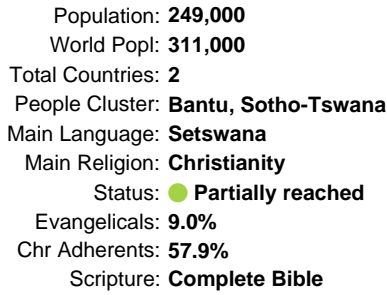 Population: 249,000
World Popl: 311,000
Total Countries: 2
People Cluster: Bantu, Sotho-Tswana
Main Language: Setswana
Main Religion: Christianity
Status: Partially reached
Evangelicals: 9.0%
Chr Adherents: 57.9%
Scripture: Complete Bible